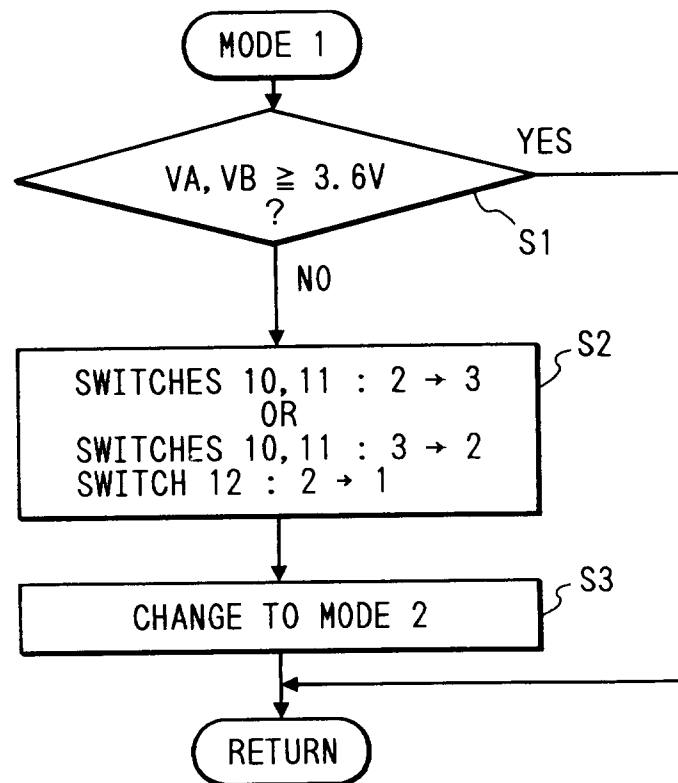 MODE 1
VA, VB ≧ 3.6V
?
YES
S1
NO
S2
SWITCHES 10, 11 : 2 → 3
OR
SWITCHES 10, 11 : 3 → 2
SWITCH 12 : 2 → 1
S3
CHANGE TO MODE 2
RETURN